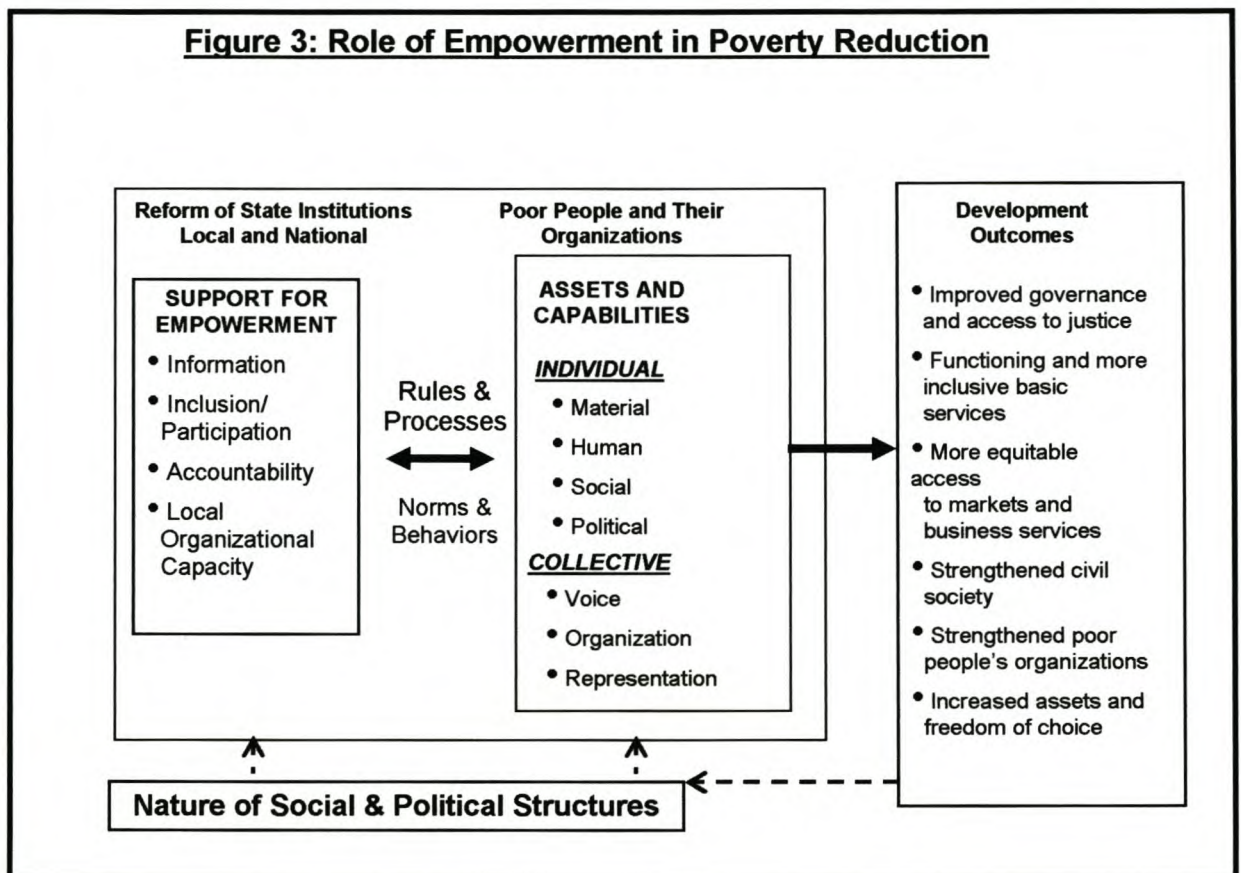 Figure 3: Role of Empowerment in Poverty Reduction
Reform of State Institutions
Local and National
SUPPORT FOR
EMPOWERMENT
• Information
• Inclusion/
Participation
• Accountability
• Local
Organizational
Capacity
Rules &
Processes
Norms &
Behaviors
Poor People and Their
Organizations
ASSETS AND
CAPABILITIES
INDIVIDUAL
• Material
• Human
• Social
• Political
COLLECTIVE
• Voice
• Organization
• Representation
Development
Outcomes
• Improved governance
and access to justice
• Functioning and more
inclusive basic
services
• More equitable
access
to markets and
business services
• Strengthened civil
society
• Strengthened poor
people's organizations
• Increased assets and
freedom of choice
Nature of Social & Political Structures